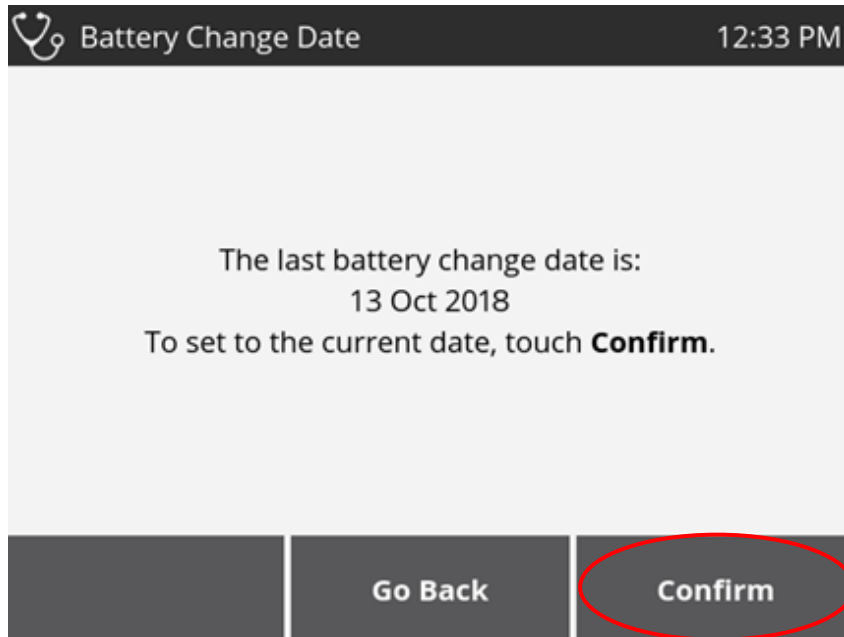 Battery Change Date 12:33 PM
The last battery change date is:
13 Oct 2018
To set to the current date, touch Confirm.
Go Back Confirm